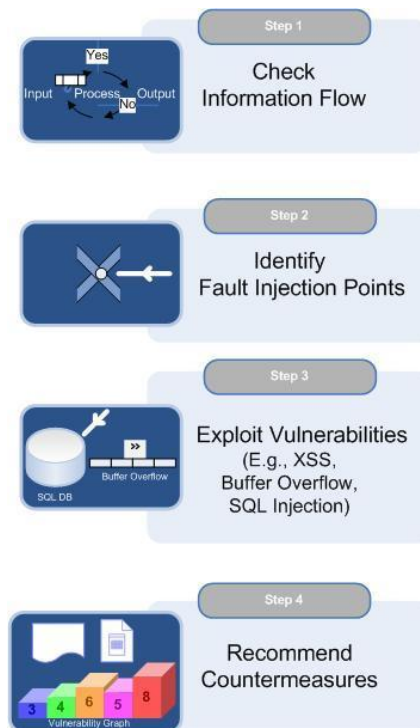 Step 1
Yes
Input
Process
Output
No
Check
Information Flow
Step 2
Identify
Fault Injection Points
Step 3
»
Buffer Overflow
SQL DB
Exploit Vulnerabilities
(E.g., XSS,
Buffer Overflow,
SQL Injection)
Step 4
3
4
6
5
8
Vulnerability Graph
Recommend
Countermeasures